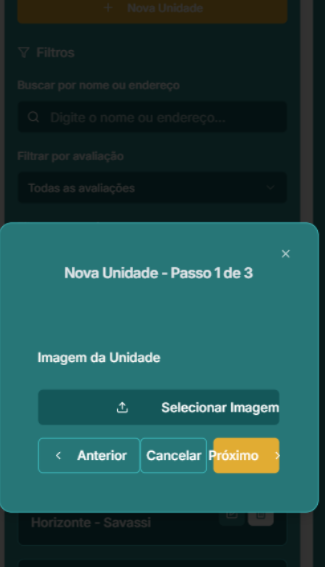 + Nova Unidade
Filtros
Buscar por nome ou endereço
Digite o nome ou endereço...
Filtrar por avaliação
Todas as avaliações
Nova Unidade - Passo 1 de 3
Imagem da Unidade
Selecionar Imagem
Anterior Cancelar Próximo
Horizonte - Savassi